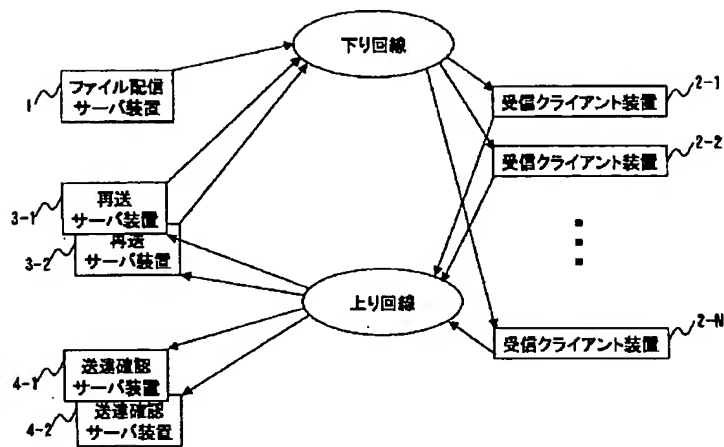 下り回線
ファイル配信
サーバ装置
1
受信クライアント装置
2-1
受信クライアント装置
2-2
再送
サーバ装置
3-1
再送
サーバ装置
3-2
上り回線
受信クライアント装置
2-N
送達確認
サーバ装置
4-1
送達確認
サーバ装置
4-2